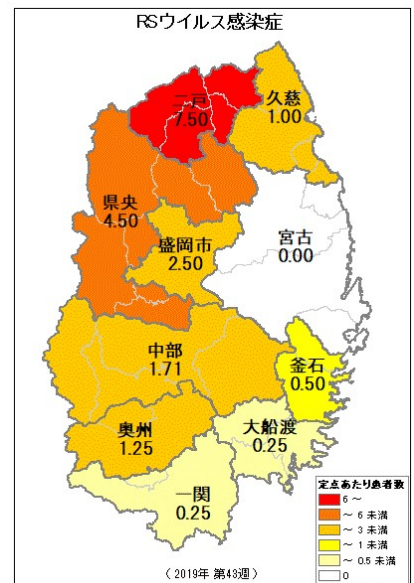 RSウイルス感染症
二戸
7.50
久慈
1.00
県央
4.50
盛岡市
2.50
宮古
0.00
中部
1.71
釜石
0.50
奥州
1.25
大船渡
0.25
一関
0.25
定点あたり患者数
6 ~
~ 6 未満
~ 3 未満
~ 1 未満
~ 0.5 未満
0
(2019年 第43週)